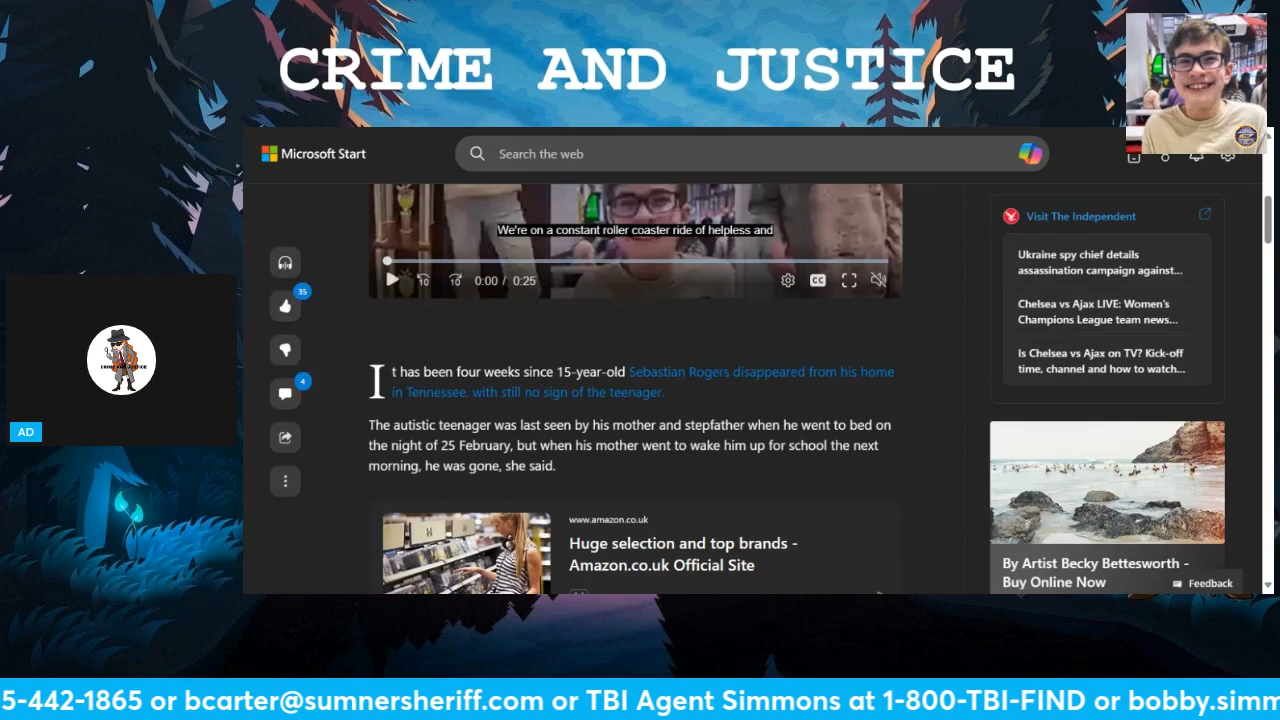 CRIME AND JUSTICE
Microsoft Start
Search the web
We're on a constant roller coaster ride of helpless and
10
10
0:00 / 0:25
CC
35
4
It has been four weeks since 15-year-old Sebastian Rogers disappeared from his home
in Tennessee, with still no sign of the teenager.
The autistic teenager was last seen by his mother and stepfather when he went to bed on
the night of 25 February, but when his mother went to wake him up for school the next
morning, he was gone, she said.
www.amazon.co.uk
Huge selection and top brands -
Amazon.co.uk Official Site
Visit The Independent
Ukraine spy chief details
assassination campaign against...
Chelsea vs Ajax LIVE: Women's
Champions League team news...
Is Chelsea vs Ajax on TV? Kick-off
time, channel and how to watch...
By Artist Becky Bettesworth -
Buy Online Now
Feedback
CRIME AND JUSTICE
AD
5-442-1865 or bcarter@sumnersheriff.com or TBI Agent Simmons at 1-800-TBI-FIND or bobby.simm